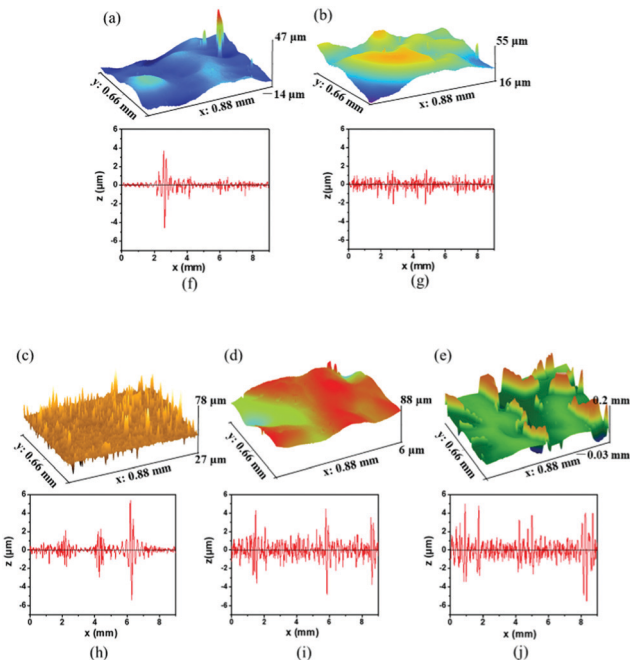 (a)
47 μm
−14 μm
y: 0.66 mm
x: 0.88 mm
(b)
55 μm
16 μm
y: 0.66 mm
x: 0.88 mm
6
4
2
0
-2
-4
-6
z (μm)
0 2 4 6 8
x (mm)
(f)
6
4
2
0
-2
-4
-6
z (μm)
0 2 4 6 8
x (mm)
(g)
(c)
78 μm
27 μm
y: 0.66 mm
x: 0.88 mm
(d)
88 μm
6 μm
y: 0.66 mm
x: 0.88 mm
(e)
0.2 mm
−0.03 mm
y: 0.66 mm
x: 0.88 mm
6
4
2
0
-2
-4
-6
z (μm)
0 2 4 6 8
x (mm)
(h)
6
4
2
0
-2
-4
-6
z(μm)
0 2 4 6 8
x (mm)
(i)
6
4
2
0
-2
-4
-6
z (μm)
0 2 4 6 8
x (mm)
(j)